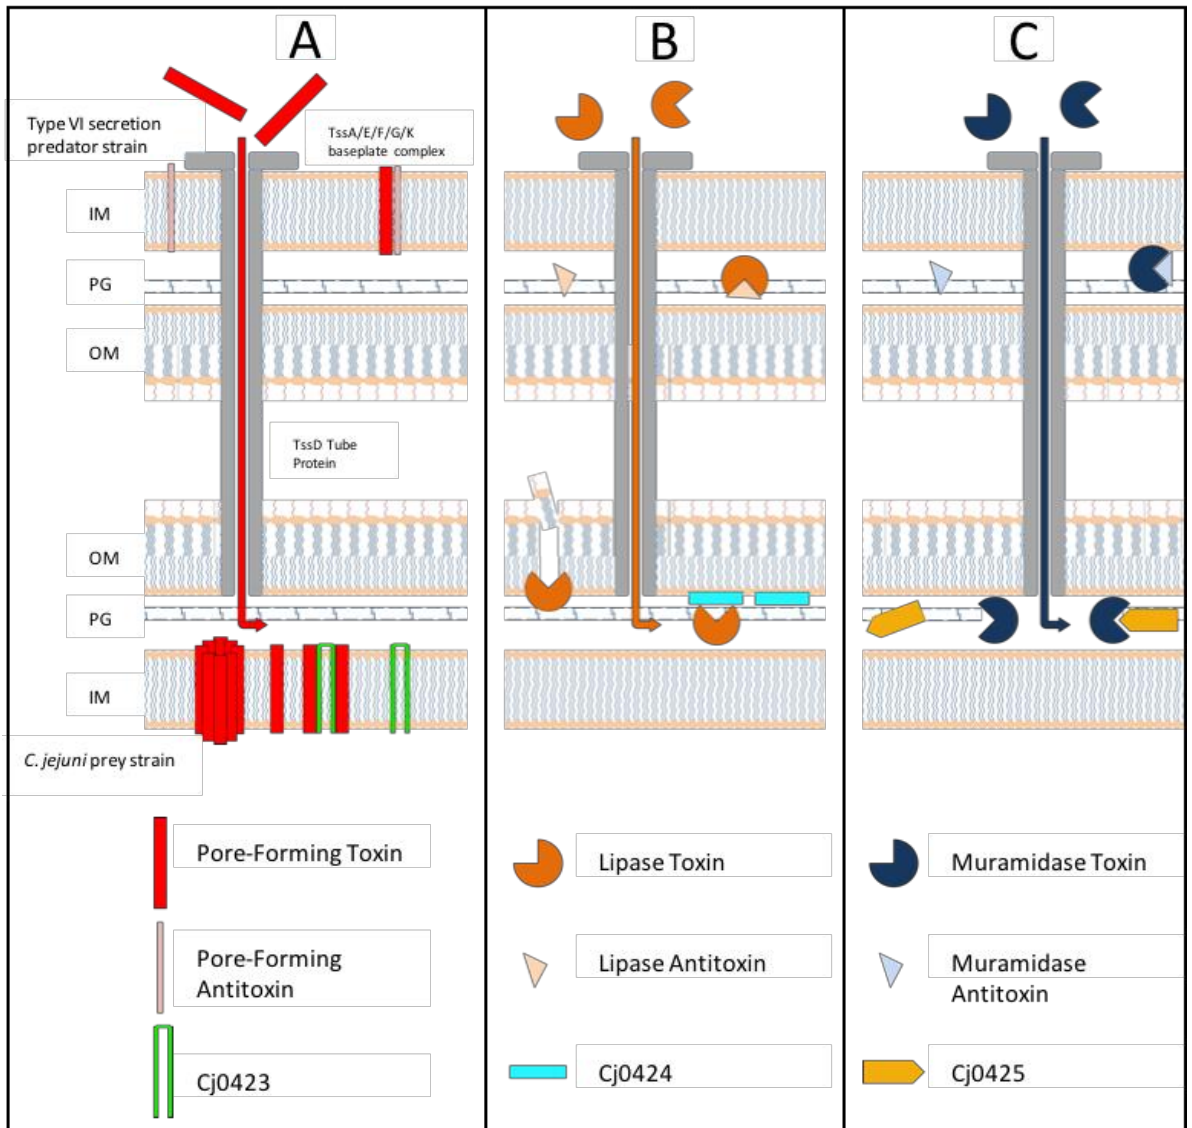 A
B
C
Type VI secretion
predator strain
TssA/E/F/G/K
baseplate complex
IM
PG
OM
TssD Tube
Protein
OM
PG
IM
C. jejuni prey strain
Pore-Forming Toxin
Pore-Forming
Antitoxin
Cj0423
Lipase Toxin
Lipase Antitoxin
Cj0424
Muramidase Toxin
Muramidase
Antitoxin
Cj0425